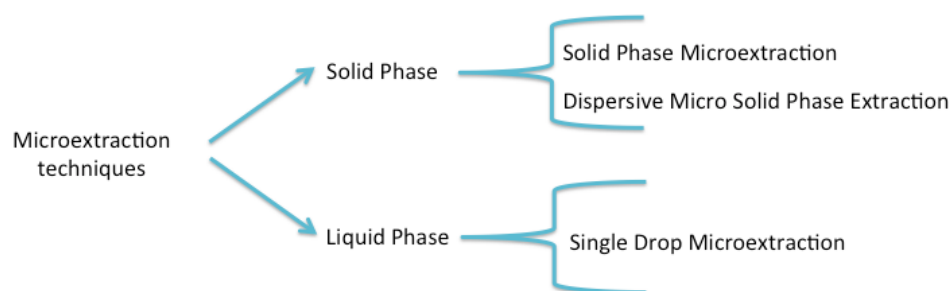 Solid Phase Microextraction
Solid Phase
Dispersive Micro Solid Phase Extraction
Microextraction
techniques
Liquid Phase
Single Drop Microextraction